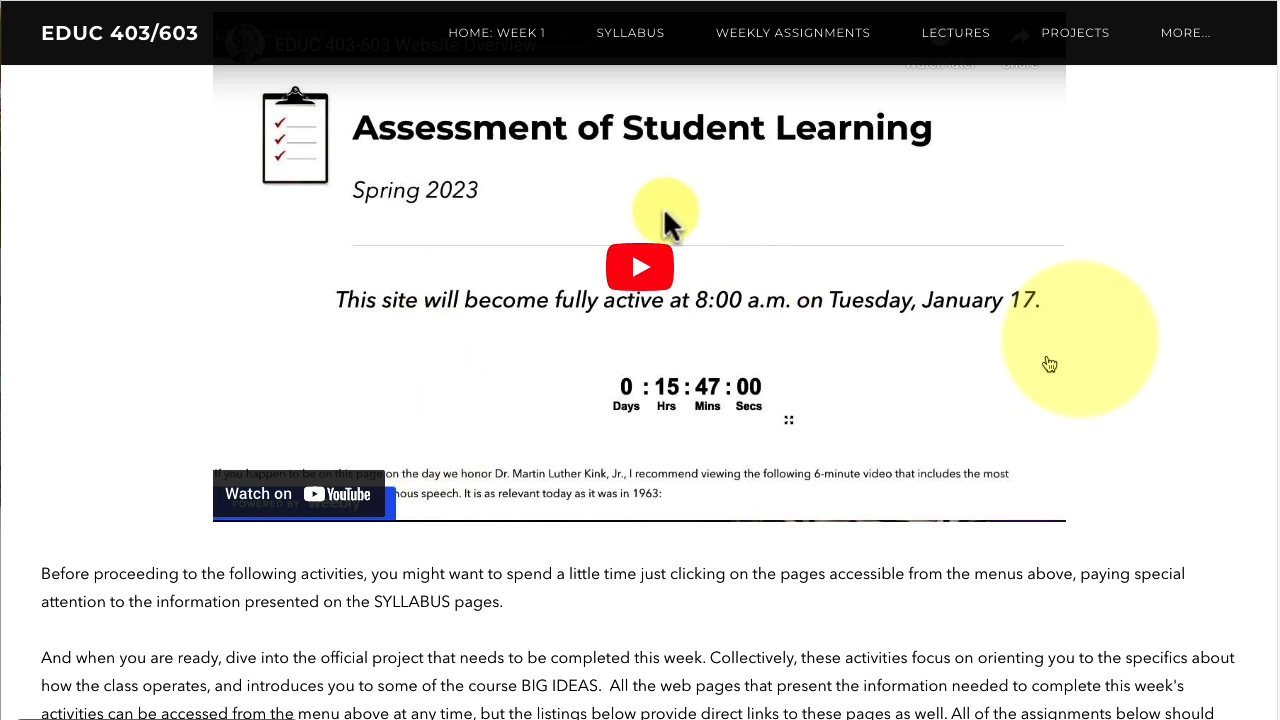 EDUC 403/603
HOME: WEEK 1
SYLLABUS
WEEKLY ASSIGNMENTS
LECTURES
PROJECTS
MORE...
EDUC 403-603 Website Overview
Watch later
Share
Assessment of Student Learning
Spring 2023
This site will become fully active at 8:00 a.m. on Tuesday, January 17.
0 : 15 : 47 : 00
Days Hrs Mins Secs
If you happen to be on this page on the day we honor Dr. Martin Luther Kink, Jr., I recommend viewing the following 6-minute video that includes the most
nous speech. It is as relevant today as it was in 1963:
Watch on YouTube
POWERED BY weebly
Before proceeding to the following activities, you might want to spend a little time just clicking on the pages accessible from the menus above, paying special
attention to the information presented on the SYLLABUS pages.
And when you are ready, dive into the official project that needs to be completed this week. Collectively, these activities focus on orienting you to the specifics about
how the class operates, and introduces you to some of the course BIG IDEAS.  All the web pages that present the information needed to complete this week's
activities can be accessed from the menu above at any time, but the listings below provide direct links to these pages as well. All of the assignments below should